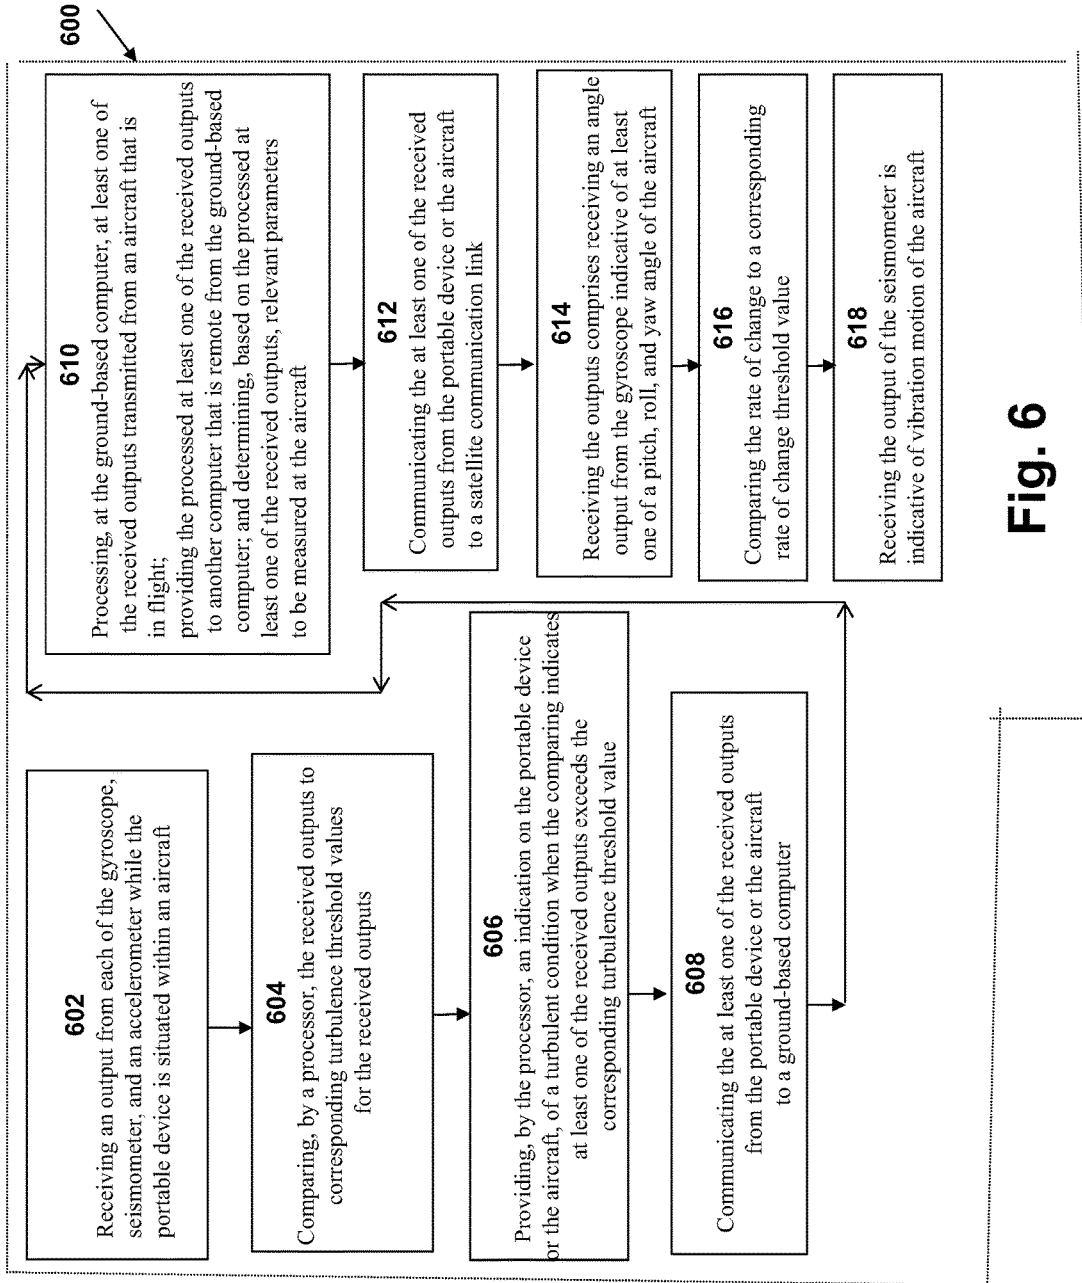 600
602
Receiving an output from each of the gyroscope,
seismometer, and an accelerometer while the
portable device is situated within an aircraft
604
Comparing, by a processor, the received outputs to
corresponding turbulence threshold values
for the received outputs
606
Providing, by the processor, an indication on the portable device
or the aircraft, of a turbulent condition when the comparing indicates
at least one of the received outputs exceeds the
corresponding turbulence threshold value
608
Communicating the at least one of the received outputs
from the portable device or the aircraft
to a ground-based computer
610
Processing, at the ground-based computer, at least one of
the received outputs transmitted from an aircraft that is
in flight;
providing the processed at least one of the received outputs
to another computer that is remote from the ground-based
computer; and determining, based on the processed at
least one of the received outputs, relevant parameters
to be measured at the aircraft
612
Communicating the at least one of the received
outputs from the portable device or the aircraft
to a satellite communication link
614
Receiving the outputs comprises receiving an angle
output from the gyroscope indicative of at least
one of a pitch, roll, and yaw angle of the aircraft
616
Comparing the rate of change to a corresponding
rate of change threshold value
618
Receiving the output of the seismometer is
indicative of vibration motion of the aircraft
Fig. 6